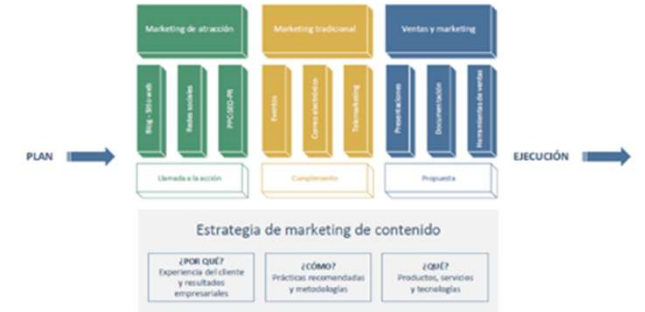 Marketing de atracción
Marketing tradicional
Ventas y marketing
Blog - Sitio web
Redes sociales
PPC-SEO-PR
Eventos
Correo electrónico
Telemarketing
Presentaciones
Documentación
Herramientas de ventas
PLAN
EJECUCIÓN
Llamada a la acción
Cumplimento
Propuesta
Estrategia de marketing de contenido
¿POR QUÉ?
Experiencia del cliente
y resultados
empresariales
¿CÓMO?
Prácticas recomendadas
y metodologías
¿QUÉ?
Productos, servicios
y tecnologías